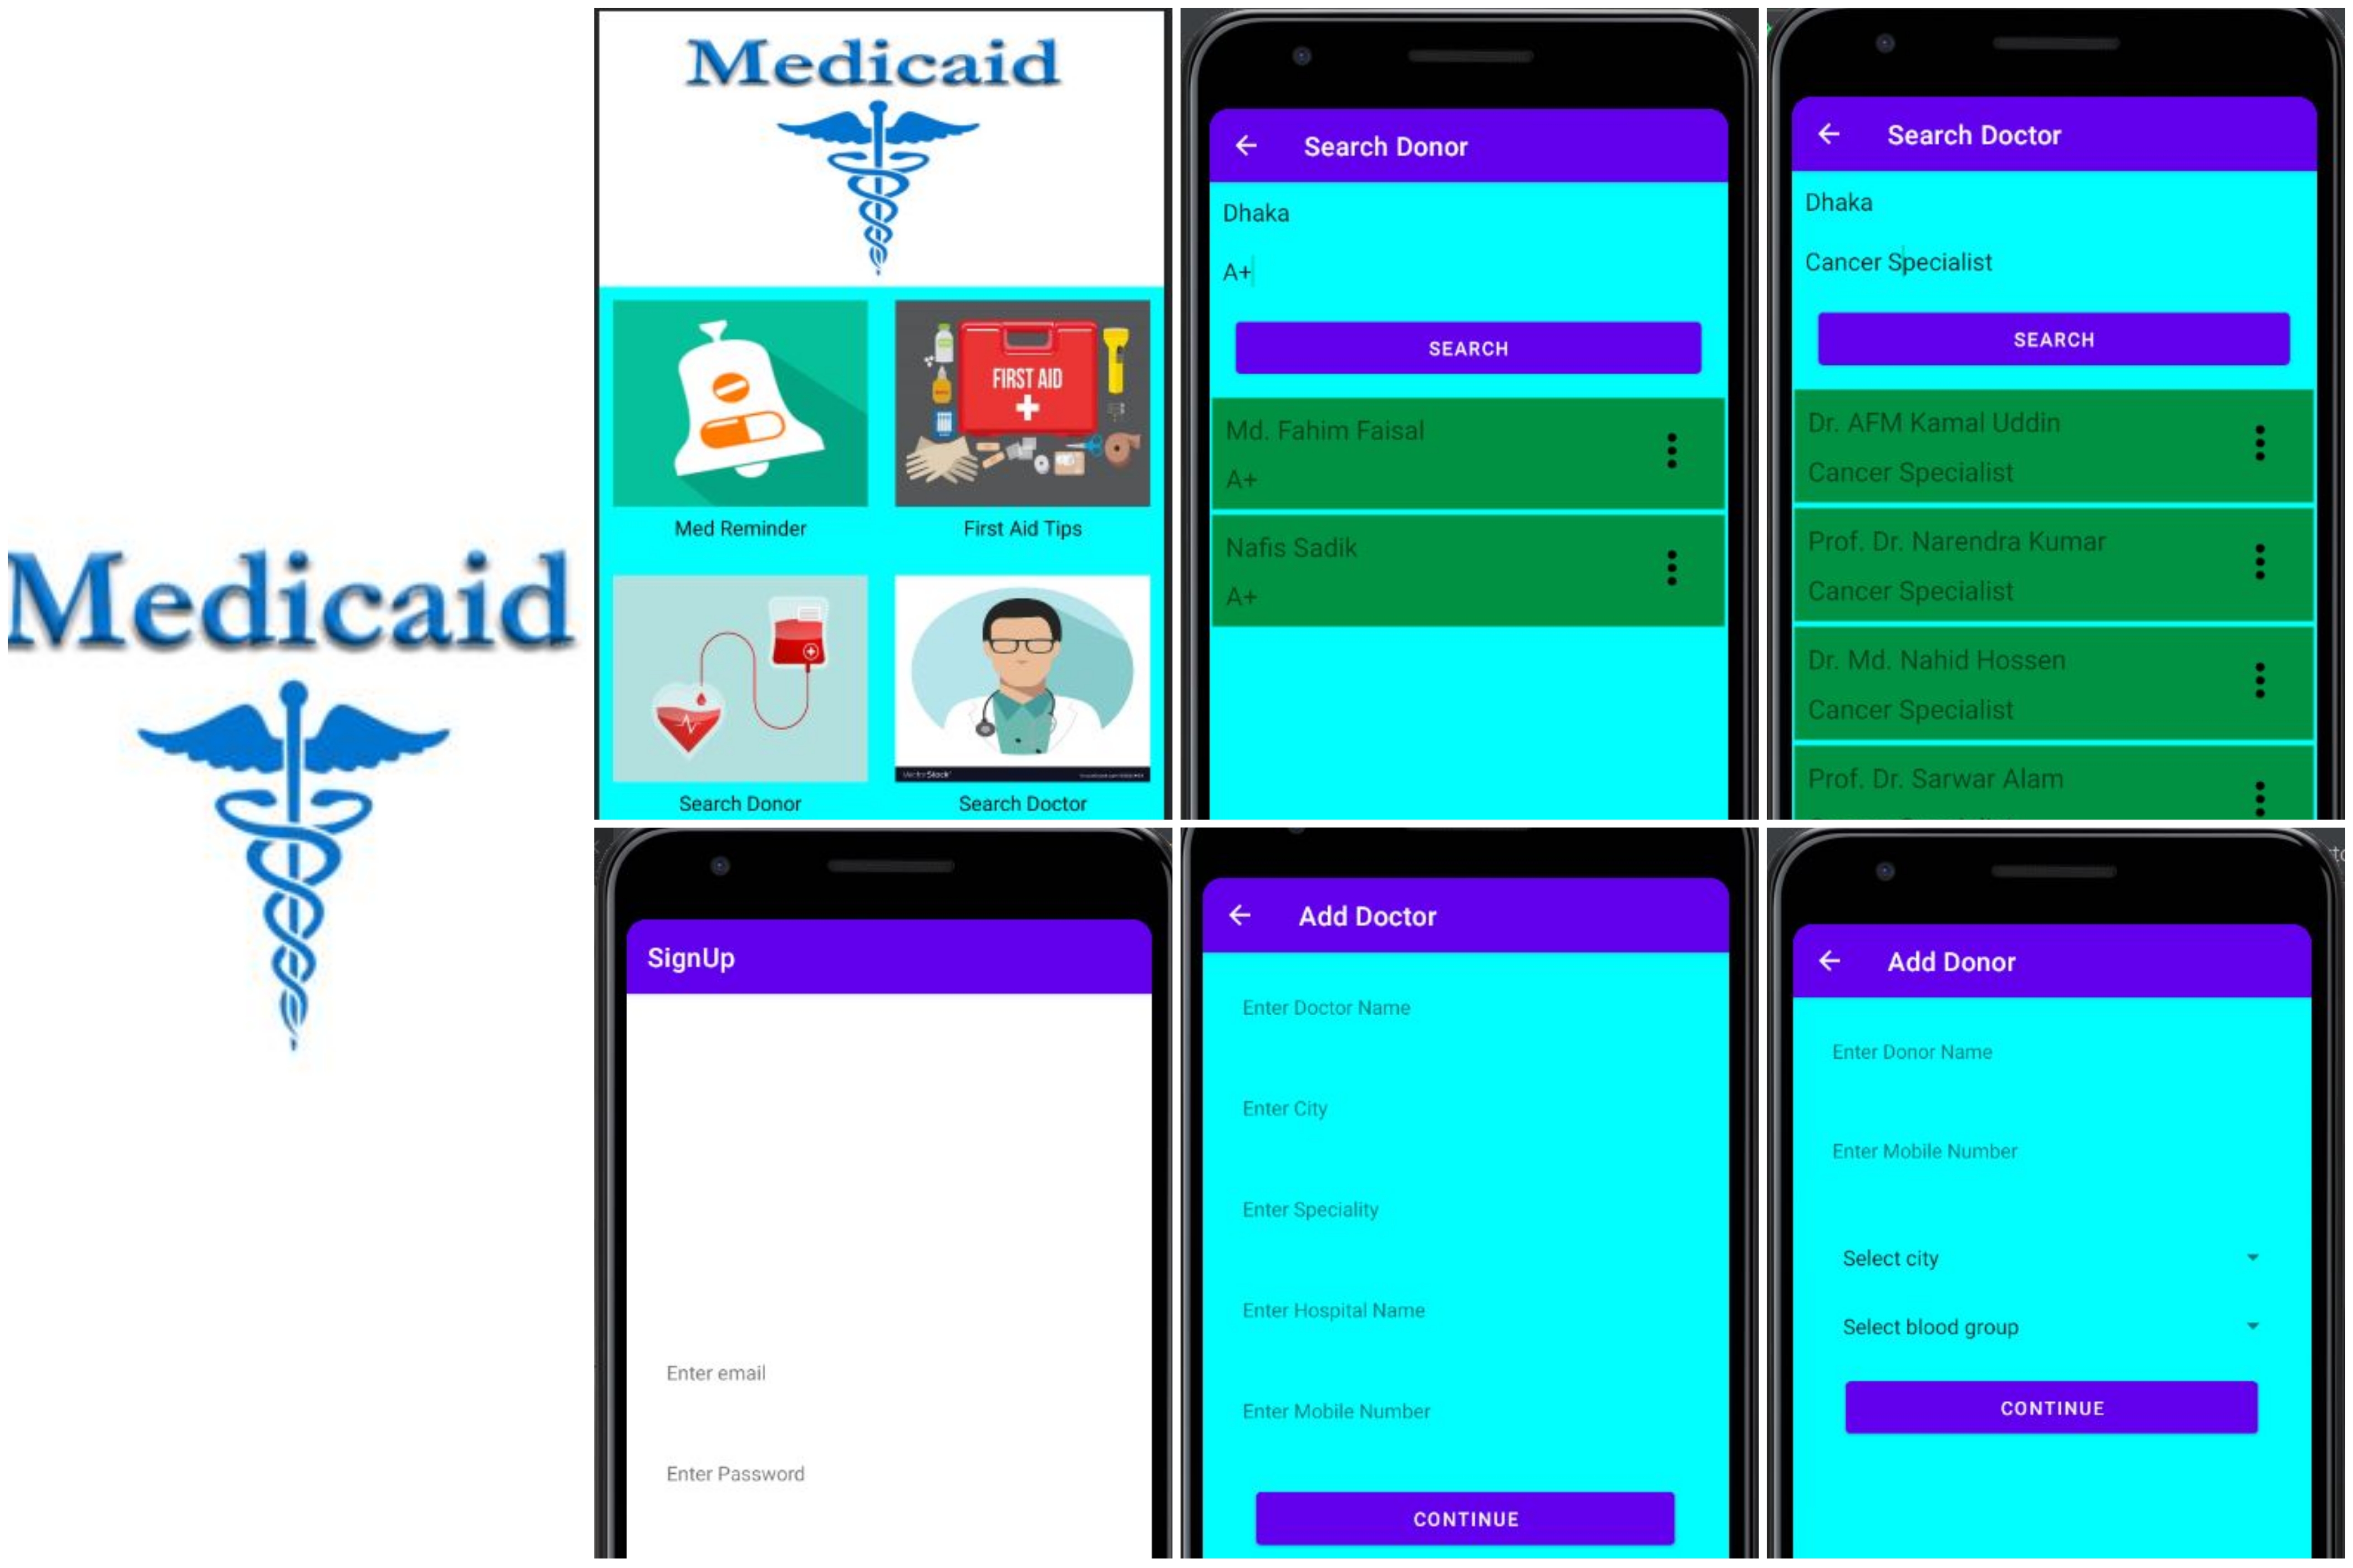 Medicaid
Medicaid
FIRST AID
Med Reminder
First Aid Tips
VectorStock
Search Donor
Search Doctor
Search Donor
Dhaka
A+
SEARCH
Md. Fahim Faisal
A+
Nafis Sadik
A+
Search Doctor
Dhaka
Cancer Specialist
SEARCH
Dr. AFM Kamal Uddin
Cancer Specialist
Prof. Dr. Narendra Kumar
Cancer Specialist
Dr. Md. Nahid Hossen
Cancer Specialist
Prof. Dr. Sarwar Alam
SignUp
Enter email
Enter Password
Add Doctor
Enter Doctor Name
Enter City
Enter Speciality
Enter Hospital Name
Enter Mobile Number
CONTINUE
Add Donor
Enter Donor Name
Enter Mobile Number
Select city
Select blood group
CONTINUE